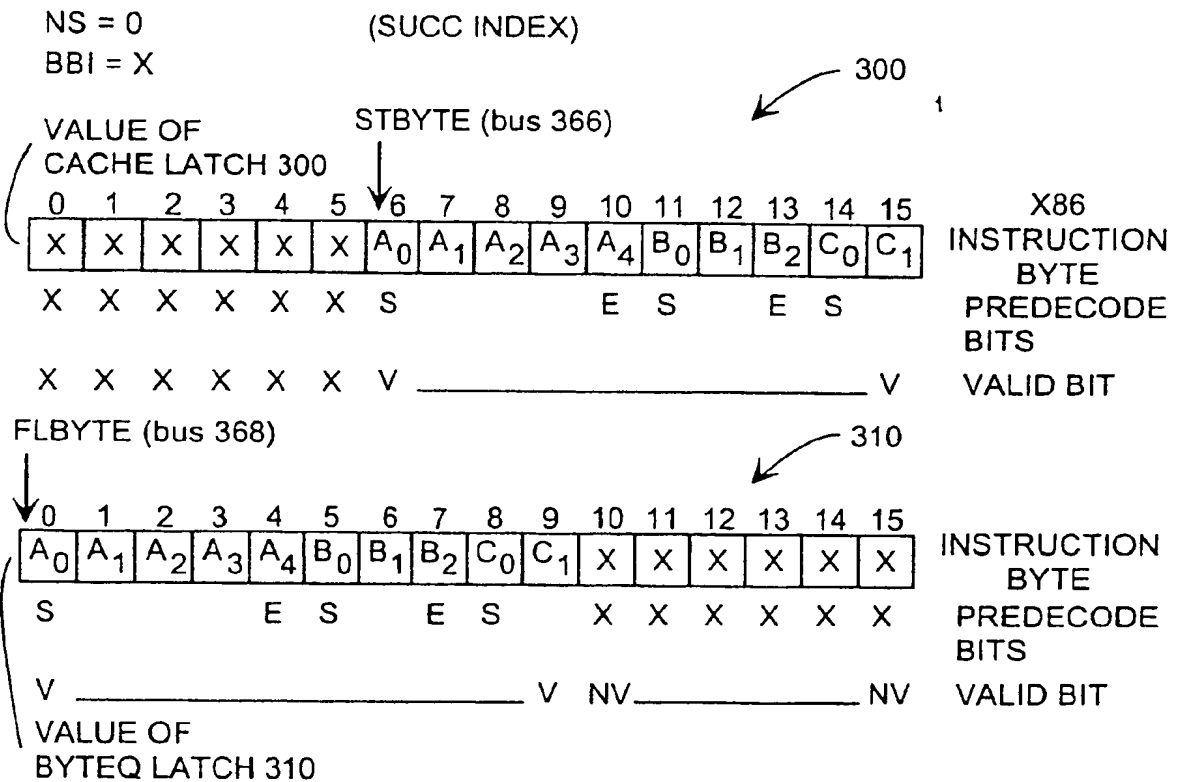 NS = 0 (SUCC INDEX)
BBI = X
300
VALUE OF
CACHE LATCH 300
STBYTE (bus 366)
0 1 2 3 4 5 6 7 8 9 10 11 12 13 14 15 X86
X X X X X X A0 A1 A2 A3 A4 B0 B1 B2 C0 C1 INSTRUCTION
BYTE
X X X X X X S E S E S PREDECODE
BITS
X X X X X X V V VALID BIT
FLBYTE (bus 368)
310
0 1 2 3 4 5 6 7 8 9 10 11 12 13 14 15
A0 A1 A2 A3 A4 B0 B1 B2 C0 C1 X X X X X X INSTRUCTION
BYTE
S E S E S X X X X X X PREDECODE
BITS
V V NV NV VALID BIT
VALUE OF
BYTEQ LATCH 310